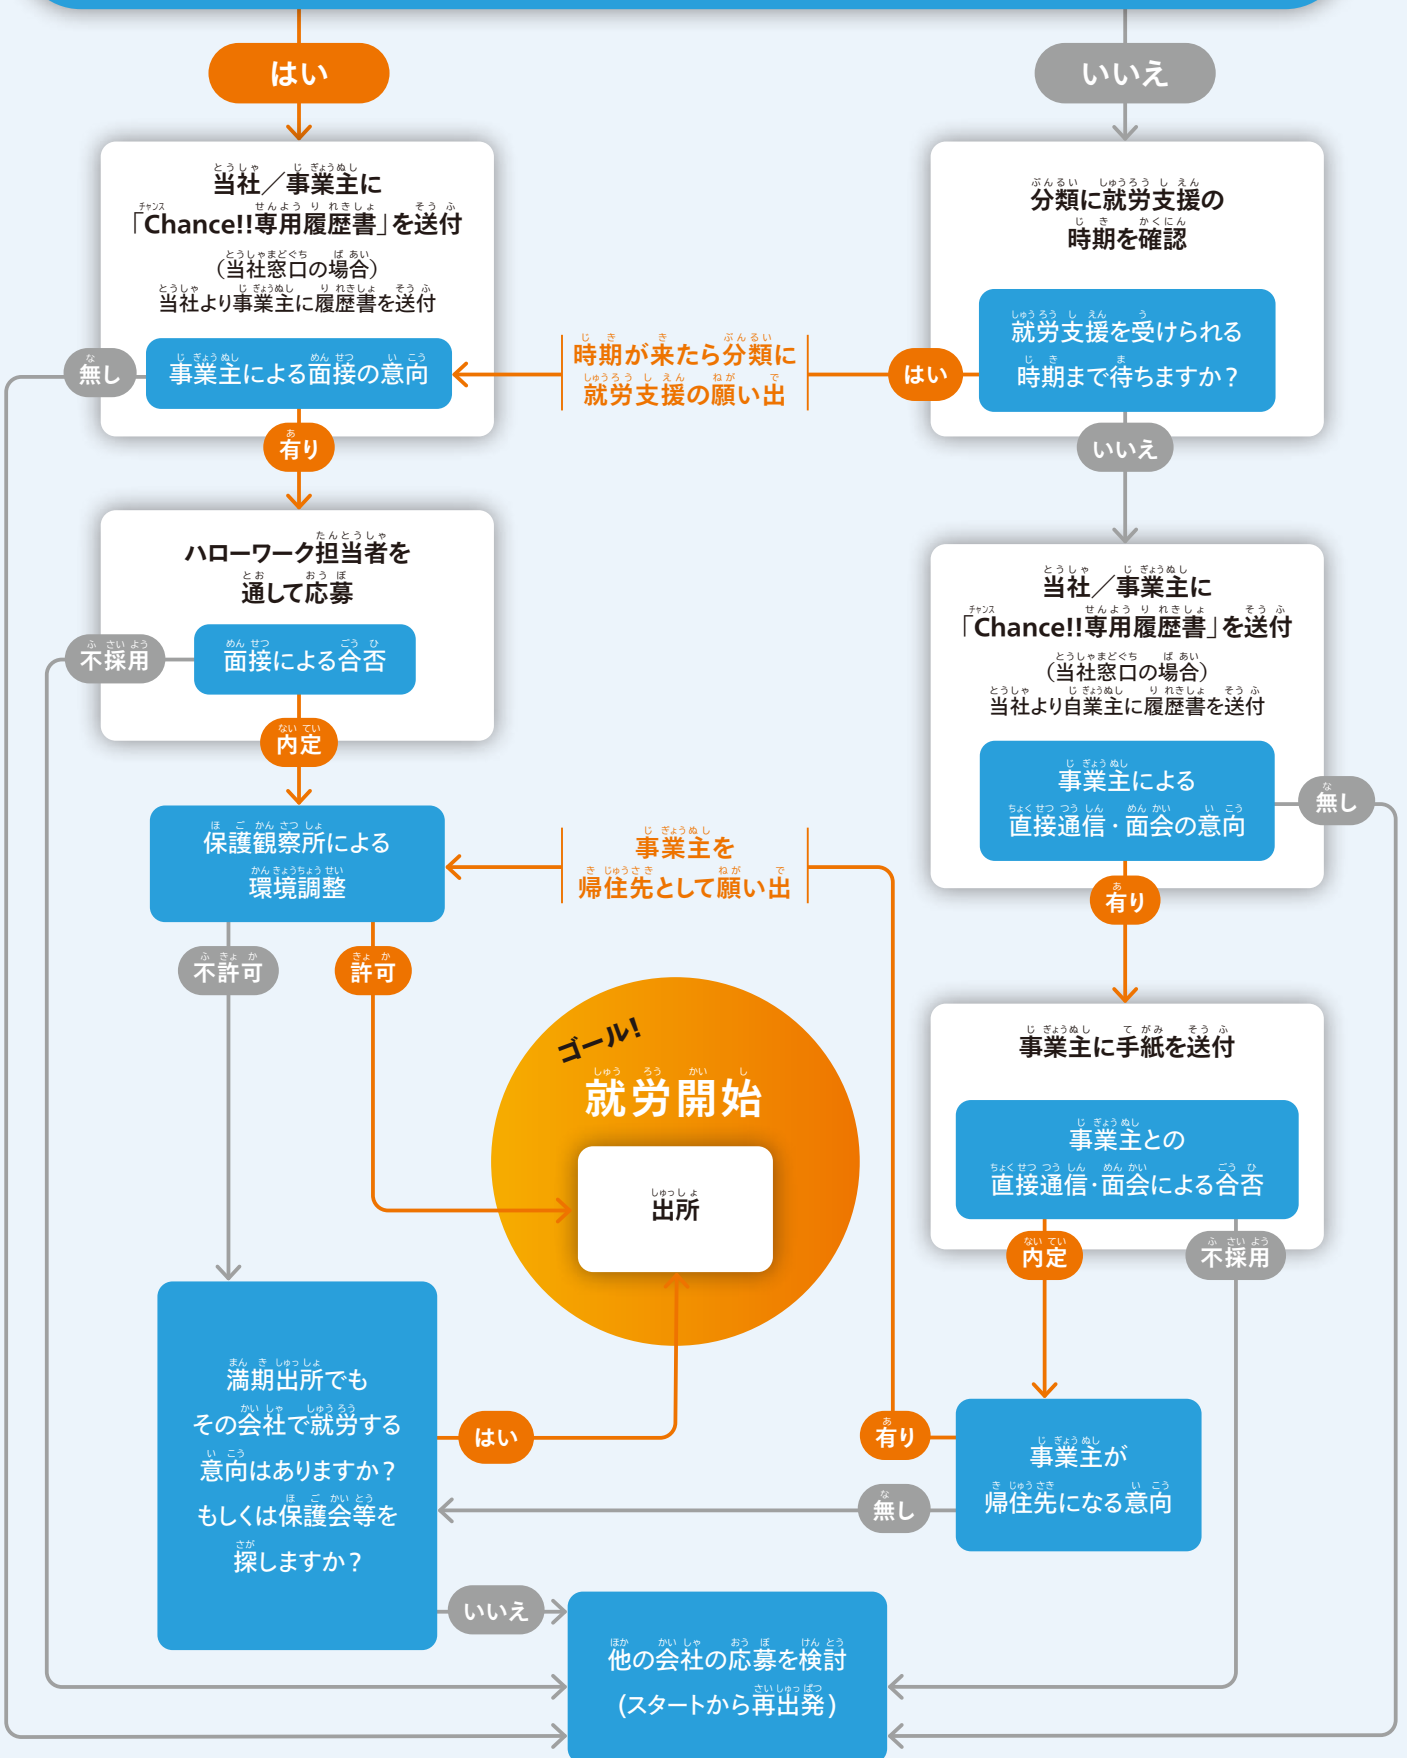 はい
いいえ
当社／事業主に
「Chance!!専用履歴書」を送付
（当社窓口の場合）
当社より事業主に履歴書を送付
事業主による面接の意向
無し
有り
分類に就労支援の
時期を確認
就労支援を受けられる
時期まで待ちますか？
はい
いいえ
時期が来たら分類に
就労支援の願い出
ハローワーク担当者を
通して応募
面接による合否
不採用
内定
当社／事業主に
「Chance!!専用履歴書」を送付
（当社窓口の場合）
当社より自業主に履歴書を送付
事業主による
直接通信・面会の意向
無し
有り
保護観察所による
環境調整
事業主を
帰住先として願い出
不許可
許可
ゴール！
就労開始
出所
事業主に手紙を送付
事業主との
直接通信・面会による合否
内定
不採用
満期出所でも
その会社で就労する
意向はありますか？
もしくは保護会等を
探しますか？
はい
いいえ
有り
無し
事業主が
帰住先になる意向
他の会社の応募を検討
(スタートから再出発)